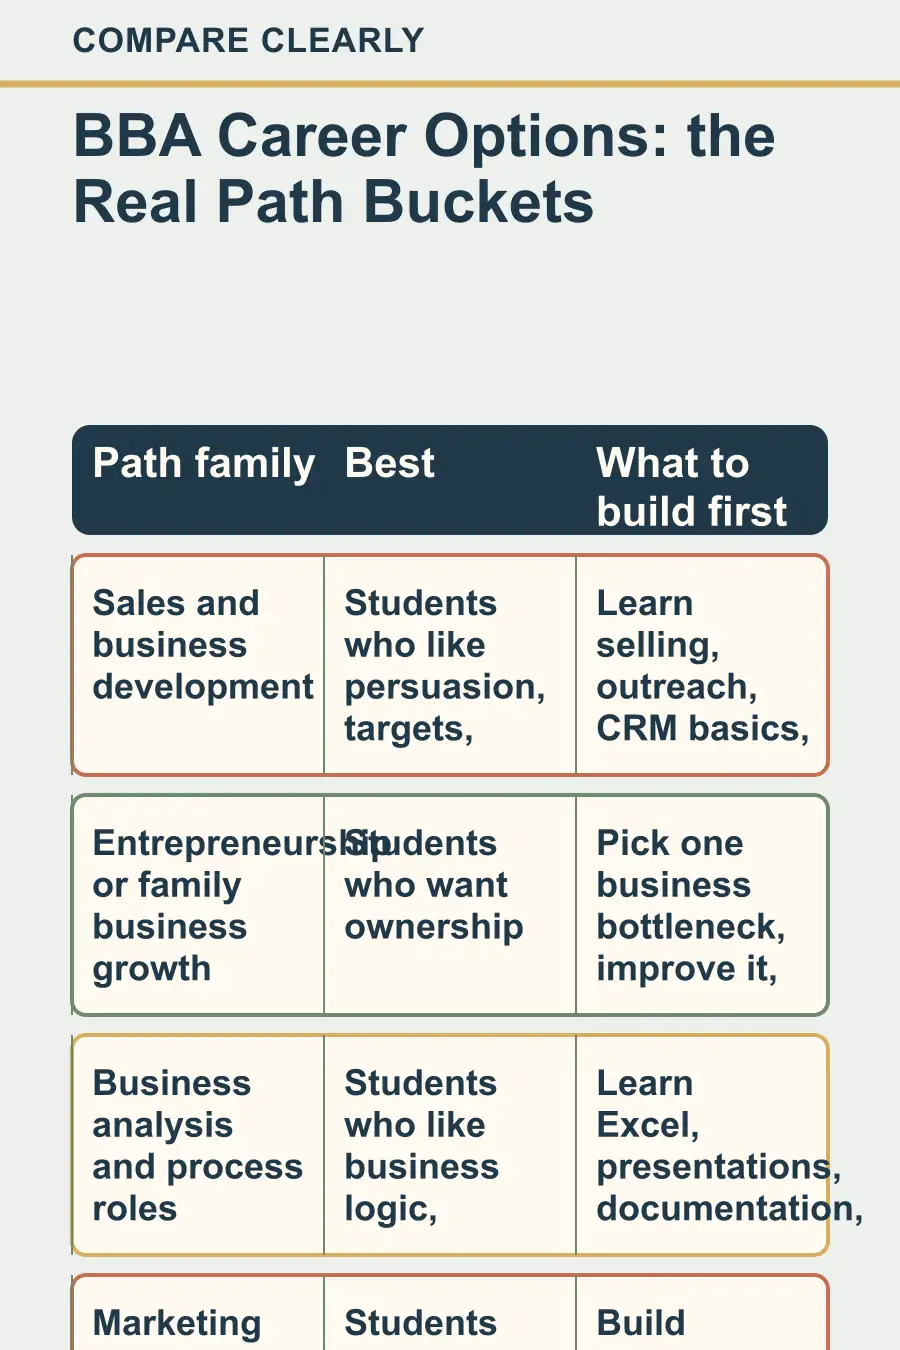 COMPARE CLEARLY
BBA Career Options: the
Real Path Buckets
Path family
Best
What to
build first
Sales and
business
development
Students
who like
persuasion,
targets,
Learn
selling,
outreach,
CRM basics,
Entrepreneurship
or family
business
growth
Students
who want
ownership
Pick one
business
bottleneck,
improve it,
Business
analysis
and process
roles
Students
who like
business
logic,
Learn
Excel,
presentations,
documentation,
Marketing
Students
Build